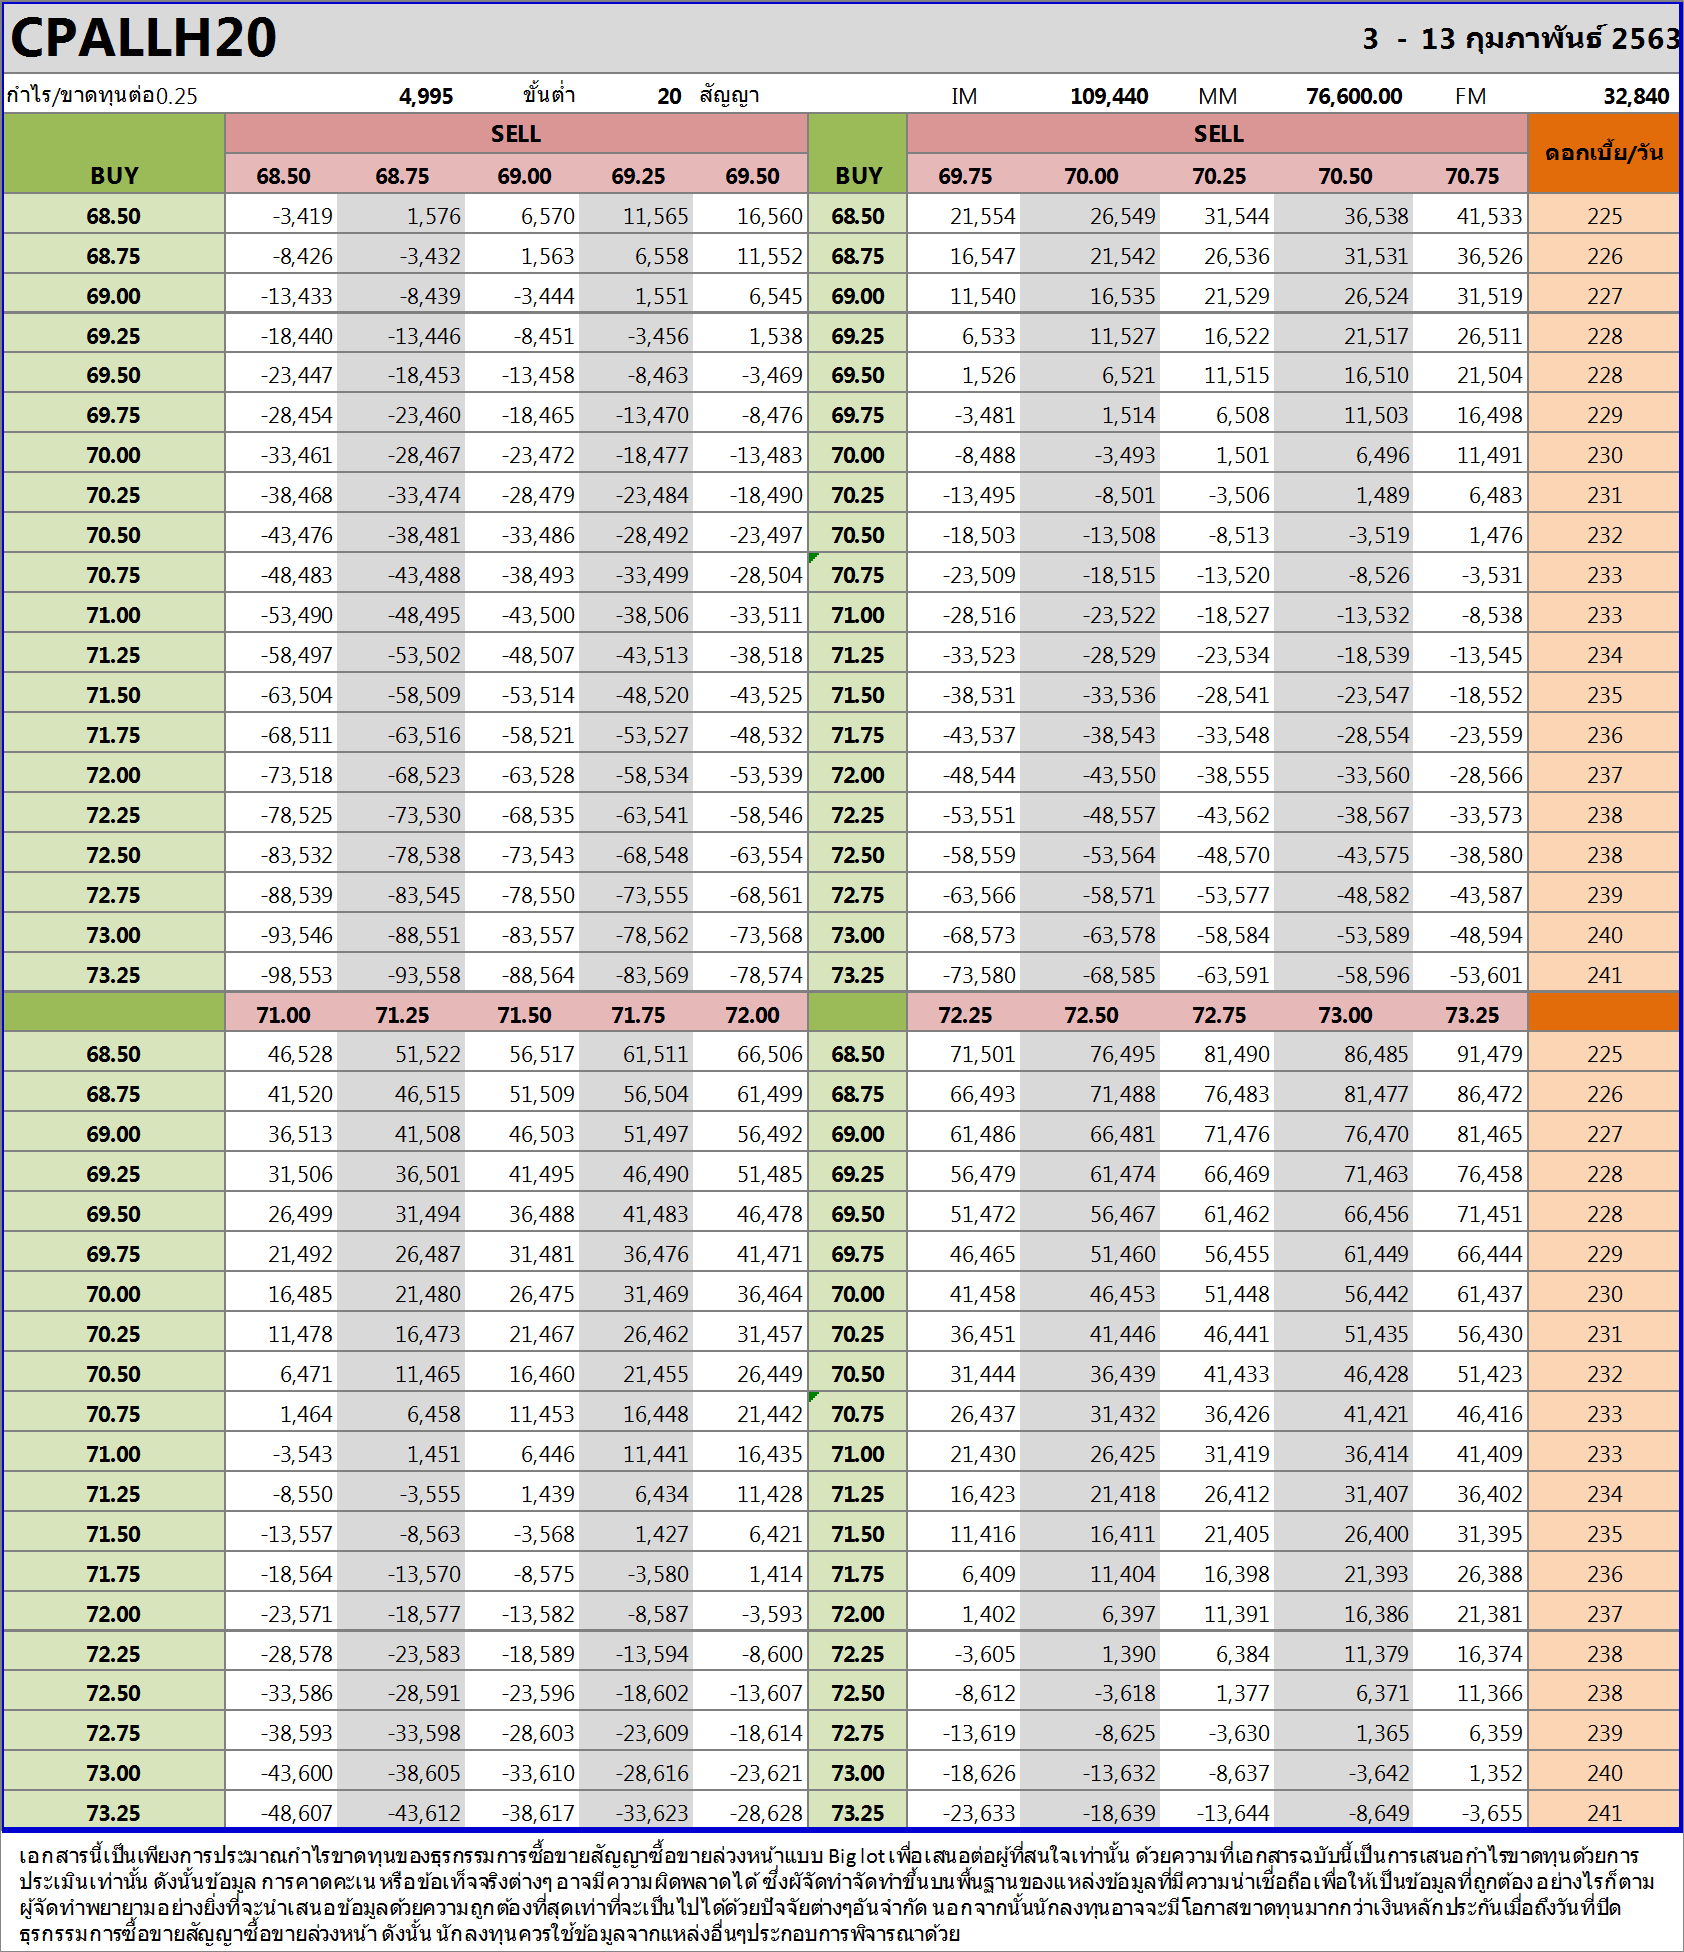 CPALLH20 3 - 13 กุมภาพันธ์ 2563
กำไร/ขาดทุนต่อ0.25 4,995 ขั้นต่ำ 20 สัญญา IM 109,440 MM 76,600.00 FM 32,840
SELL SELL ดอกเบี้ย/วัน
BUY 68.50 68.75 69.00 69.25 69.50 BUY 69.75 70.00 70.25 70.50 70.75
68.50 -3,419 1,576 6,570 11,565 16,560 68.50 21,554 26,549 31,544 36,538 41,533 225
68.75 -8,426 -3,432 1,563 6,558 11,552 68.75 16,547 21,542 26,536 31,531 36,526 226
69.00 -13,433 -8,439 -3,444 1,551 6,545 69.00 11,540 16,535 21,529 26,524 31,519 227
69.25 -18,440 -13,446 -8,451 -3,456 1,538 69.25 6,533 11,527 16,522 21,517 26,511 228
69.50 -23,447 -18,453 -13,458 -8,463 -3,469 69.50 1,526 6,521 11,515 16,510 21,504 228
69.75 -28,454 -23,460 -18,465 -13,470 -8,476 69.75 -3,481 1,514 6,508 11,503 16,498 229
70.00 -33,461 -28,467 -23,472 -18,477 -13,483 70.00 -8,488 -3,493 1,501 6,496 11,491 230
70.25 -38,468 -33,474 -28,479 -23,484 -18,490 70.25 -13,495 -8,501 -3,506 1,489 6,483 231
70.50 -43,476 -38,481 -33,486 -28,492 -23,497 70.50 -18,503 -13,508 -8,513 -3,519 1,476 232
70.75 -48,483 -43,488 -38,493 -33,499 -28,504 70.75 -23,509 -18,515 -13,520 -8,526 -3,531 233
71.00 -53,490 -48,495 -43,500 -38,506 -33,511 71.00 -28,516 -23,522 -18,527 -13,532 -8,538 233
71.25 -58,497 -53,502 -48,507 -43,513 -38,518 71.25 -33,523 -28,529 -23,534 -18,539 -13,545 234
71.50 -63,504 -58,509 -53,514 -48,520 -43,525 71.50 -38,531 -33,536 -28,541 -23,547 -18,552 235
71.75 -68,511 -63,516 -58,521 -53,527 -48,532 71.75 -43,537 -38,543 -33,548 -28,554 -23,559 236
72.00 -73,518 -68,523 -63,528 -58,534 -53,539 72.00 -48,544 -43,550 -38,555 -33,560 -28,566 237
72.25 -78,525 -73,530 -68,535 -63,541 -58,546 72.25 -53,551 -48,557 -43,562 -38,567 -33,573 238
72.50 -83,532 -78,538 -73,543 -68,548 -63,554 72.50 -58,559 -53,564 -48,570 -43,575 -38,580 238
72.75 -88,539 -83,545 -78,550 -73,555 -68,561 72.75 -63,566 -58,571 -53,577 -48,582 -43,587 239
73.00 -93,546 -88,551 -83,557 -78,562 -73,568 73.00 -68,573 -63,578 -58,584 -53,589 -48,594 240
73.25 -98,553 -93,558 -88,564 -83,569 -78,574 73.25 -73,580 -68,585 -63,591 -58,596 -53,601 241
71.00 71.25 71.50 71.75 72.00 72.25 72.50 72.75 73.00 73.25
68.50 46,528 51,522 56,517 61,511 66,506 68.50 71,501 76,495 81,490 86,485 91,479 225
68.75 41,520 46,515 51,509 56,504 61,499 68.75 66,493 71,488 76,483 81,477 86,472 226
69.00 36,513 41,508 46,503 51,497 56,492 69.00 61,486 66,481 71,476 76,470 81,465 227
69.25 31,506 36,501 41,495 46,490 51,485 69.25 56,479 61,474 66,469 71,463 76,458 228
69.50 26,499 31,494 36,488 41,483 46,478 69.50 51,472 56,467 61,462 66,456 71,451 228
69.75 21,492 26,487 31,481 36,476 41,471 69.75 46,465 51,460 56,455 61,449 66,444 229
70.00 16,485 21,480 26,475 31,469 36,464 70.00 41,458 46,453 51,448 56,442 61,437 230
70.25 11,478 16,473 21,467 26,462 31,457 70.25 36,451 41,446 46,441 51,435 56,430 231
70.50 6,471 11,465 16,460 21,455 26,449 70.50 31,444 36,439 41,433 46,428 51,423 232
70.75 1,464 6,458 11,453 16,448 21,442 70.75 26,437 31,432 36,426 41,421 46,416 233
71.00 -3,543 1,451 6,446 11,441 16,435 71.00 21,430 26,425 31,419 36,414 41,409 233
71.25 -8,550 -3,555 1,439 6,434 11,428 71.25 16,423 21,418 26,412 31,407 36,402 234
71.50 -13,557 -8,563 -3,568 1,427 6,421 71.50 11,416 16,411 21,405 26,400 31,395 235
71.75 -18,564 -13,570 -8,575 -3,580 1,414 71.75 6,409 11,404 16,398 21,393 26,388 236
72.00 -23,571 -18,577 -13,582 -8,587 -3,593 72.00 1,402 6,397 11,391 16,386 21,381 237
72.25 -28,578 -23,583 -18,589 -13,594 -8,600 72.25 -3,605 1,390 6,384 11,379 16,374 238
72.50 -33,586 -28,591 -23,596 -18,602 -13,607 72.50 -8,612 -3,618 1,377 6,371 11,366 238
72.75 -38,593 -33,598 -28,603 -23,609 -18,614 72.75 -13,619 -8,625 -3,630 1,365 6,359 239
73.00 -43,600 -38,605 -33,610 -28,616 -23,621 73.00 -18,626 -13,632 -8,637 -3,642 1,352 240
73.25 -48,607 -43,612 -38,617 -33,623 -28,628 73.25 -23,633 -18,639 -13,644 -8,649 -3,655 241
เอกสารนี้เป็นเพียงการประมาณกำไรขาดทุนของธุรกรรมการซื้อขายสัญญาซื้อขายล่วงหน้าแบบ Big lot เพื่อเสนอต่อผู้ที่สนใจเท่านั้น ด้วยความที่เอกสารฉบับนี้เป็นการเสนอกำไรขาดทุนด้วยการ
ประเมินเท่านั้น ดังนั้นข้อมูล การคาดคะเน หรือข้อเท็จจริงต่างๆ อาจมีความผิดพลาดได้ ซึ่งผู้จัดทำจัดทำขึ้นบนพื้นฐานของแหล่งข้อมูลที่มีความน่าเชื่อถือเพื่อให้เป็นข้อมูลที่ถูกต้อง อย่างไรก็ตาม
ผู้จัดทำพยายามอย่างยิ่งที่จะนำเสนอข้อมูลด้วยความถูกต้องที่สุดเท่าที่จะเป็นไปได้ด้วยปัจจัยต่างๆอันจำกัด นอกจากนั้นนักลงทุนอาจจะมีโอกาสขาดทุนมากกว่าเงินหลักประกันเมื่อถึงวันที่ปิด
ธุรกรรมการซื้อขายสัญญาซื้อขายล่วงหน้า ดังนั้น นักลงทุนควรใช้ข้อมูลจากแหล่งอื่นๆประกอบการพิจารณาด้วย